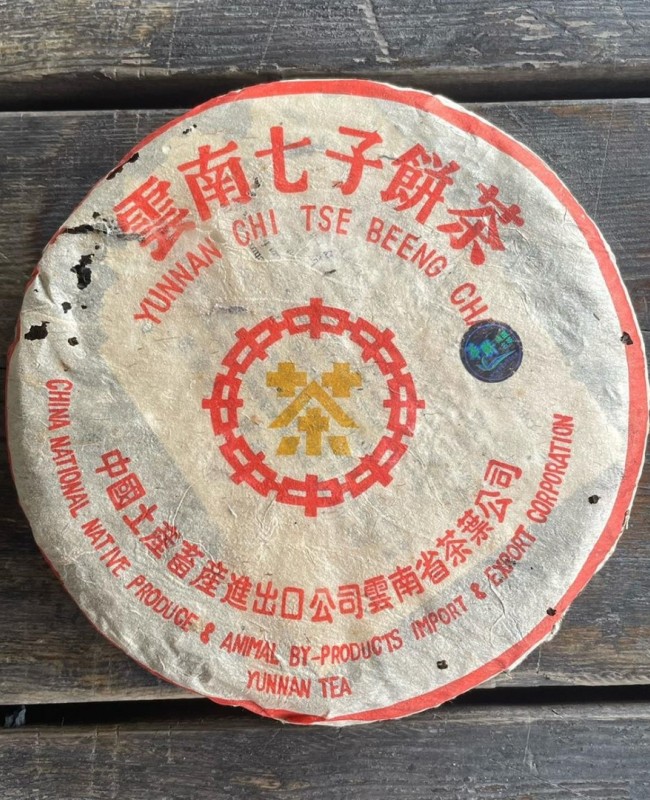 雲南七子餅茶
YUNNAN CHI TSE BEENG CHA
茶
中國土產畜產進出口公司雲南省茶葉公司
CHINA NATIONAL NATIVE PRODUCE & ANIMAL BY-PRODUCTS IMPORT & EXPORT CORPORATION
YUNNAN TEA